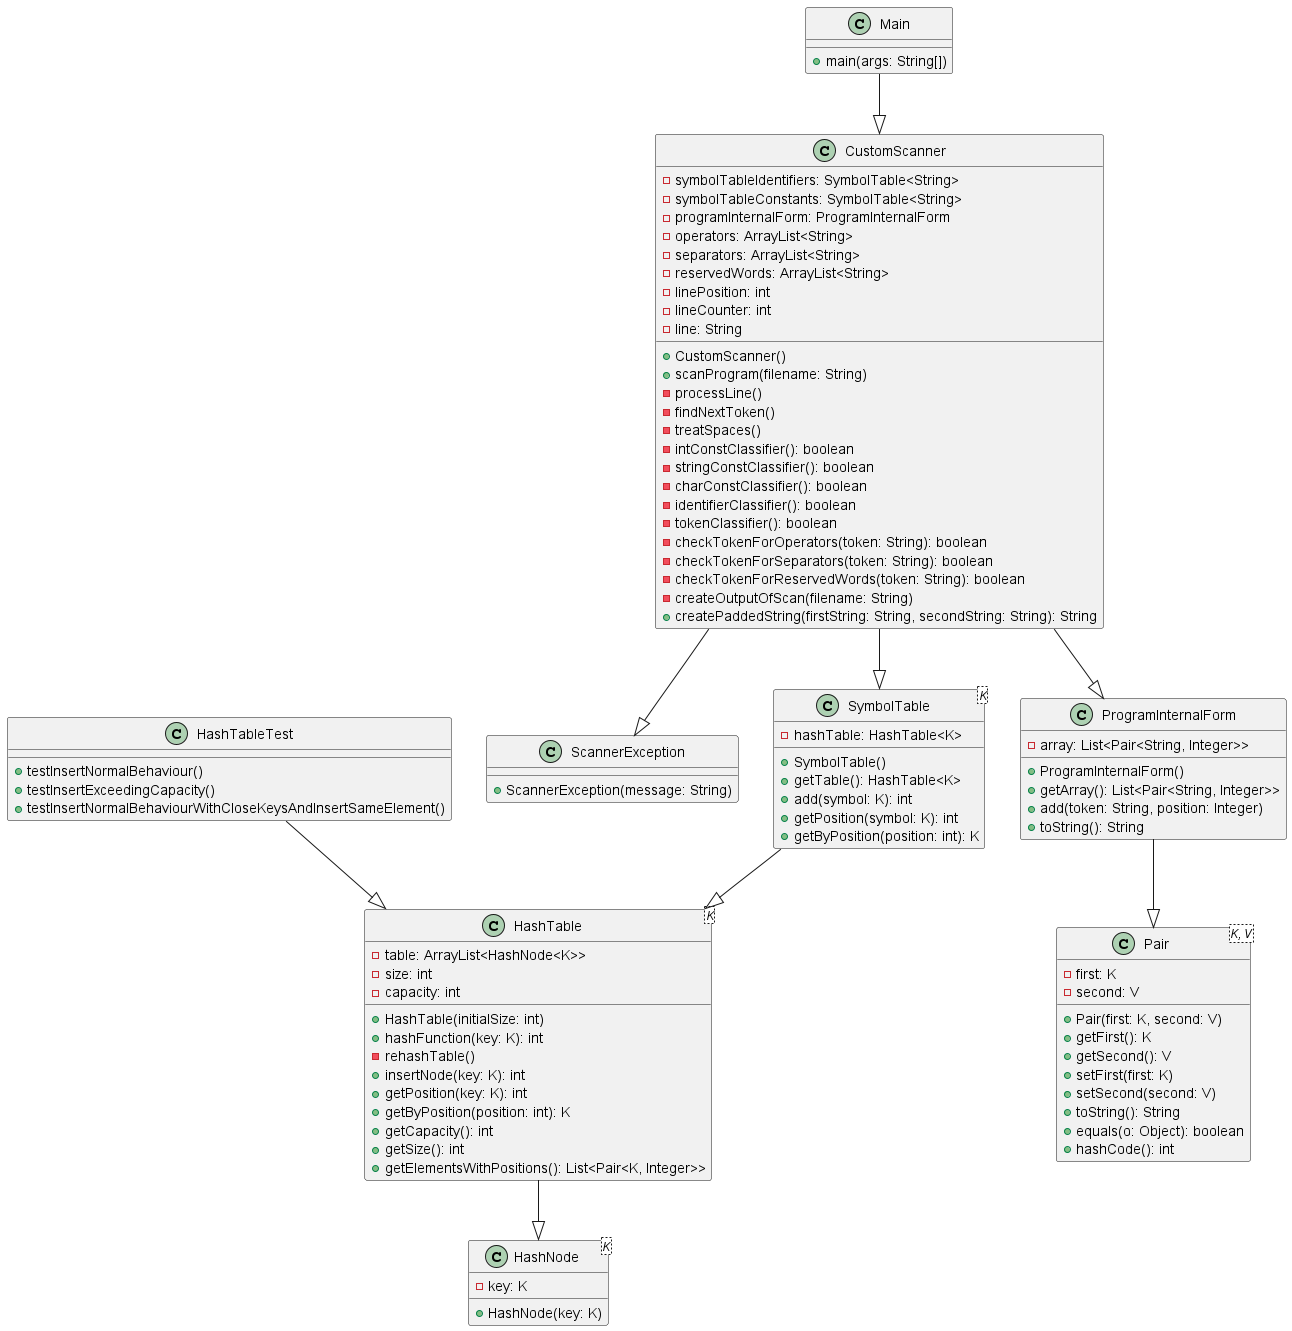 C Main
main(args: String[])
C CustomScanner
symbolTableIdentifiers: SymbolTable<String>
symbolTableConstants: SymbolTable<String>
programInternalForm: ProgramInternalForm
operators: ArrayList<String>
separators: ArrayList<String>
reservedWords: ArrayList<String>
linePosition: int
lineCounter: int
line: String
CustomScanner()
scanProgram(filename: String)
processLine()
findNextToken()
treatSpaces()
intConstClassifier(): boolean
stringConstClassifier(): boolean
charConstClassifier(): boolean
identifierClassifier(): boolean
tokenClassifier(): boolean
checkTokenForOperators(token: String): boolean
checkTokenForSeparators(token: String): boolean
checkTokenForReservedWords(token: String): boolean
createOutputOfScan(filename: String)
createPaddedString(firstString: String, secondString: String): String
C HashTableTest
testInsertNormalBehaviour()
testInsertExceedingCapacity()
testInsertNormalBehaviourWithCloseKeysAndInsertSameElement()
C ScannerException
ScannerException(message: String)
C SymbolTable K
hashTable: HashTable<K>
SymbolTable()
getTable(): HashTable<K>
add(symbol: K): int
getPosition(symbol: K): int
getByPosition(position: int): K
C ProgramInternalForm
array: List<Pair<String, Integer>>
ProgramInternalForm()
getArray(): List<Pair<String, Integer>>
add(token: String, position: Integer)
toString(): String
C HashTable K
table: ArrayList<HashNode<K>>
size: int
capacity: int
HashTable(initialSize: int)
hashFunction(key: K): int
rehashTable()
insertNode(key: K): int
getPosition(key: K): int
getByPosition(position: int): K
getCapacity(): int
getSize(): int
getElementsWithPositions(): List<Pair<K, Integer>>
C Pair K, V
first: K
second: V
Pair(first: K, second: V)
getFirst(): K
getSecond(): V
setFirst(first: K)
setSecond(second: V)
toString(): String
equals(o: Object): boolean
hashCode(): int
C HashNode K
key: K
HashNode(key: K)